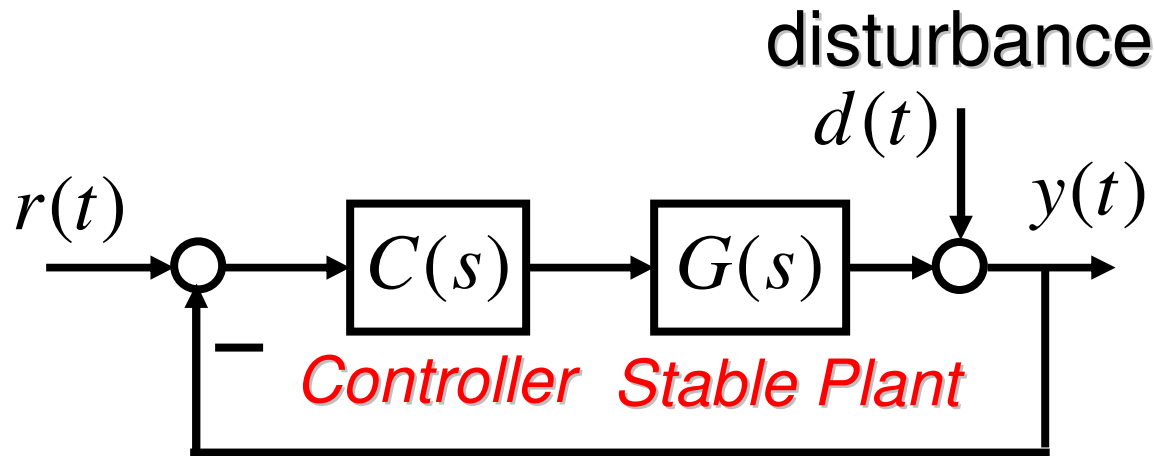 disturbance
d(t)
r(t)
y(t)
C(s)
G(s)
−
Controller
Stable Plant